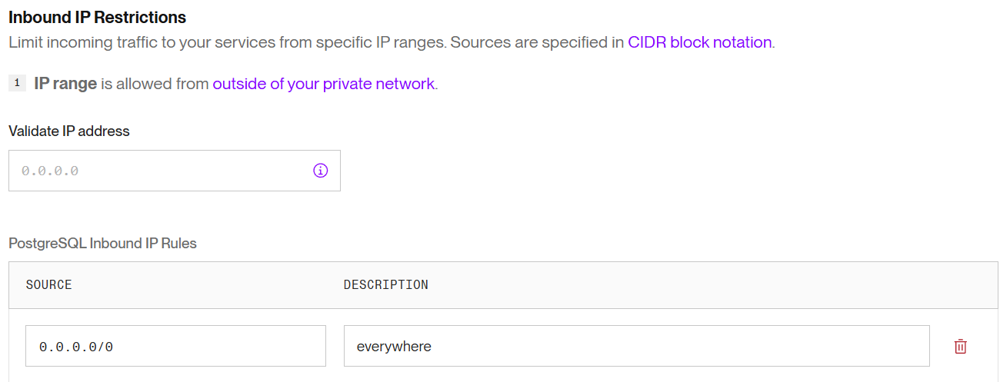 Inbound IP Restrictions
Limit incoming traffic to your services from specific IP ranges. Sources are specified in CIDR block notation.
1 IP range is allowed from outside of your private network.
Validate IP address
0.0.0.0
PostgreSQL Inbound IP Rules
SOURCE DESCRIPTION
0.0.0.0/0 everywhere